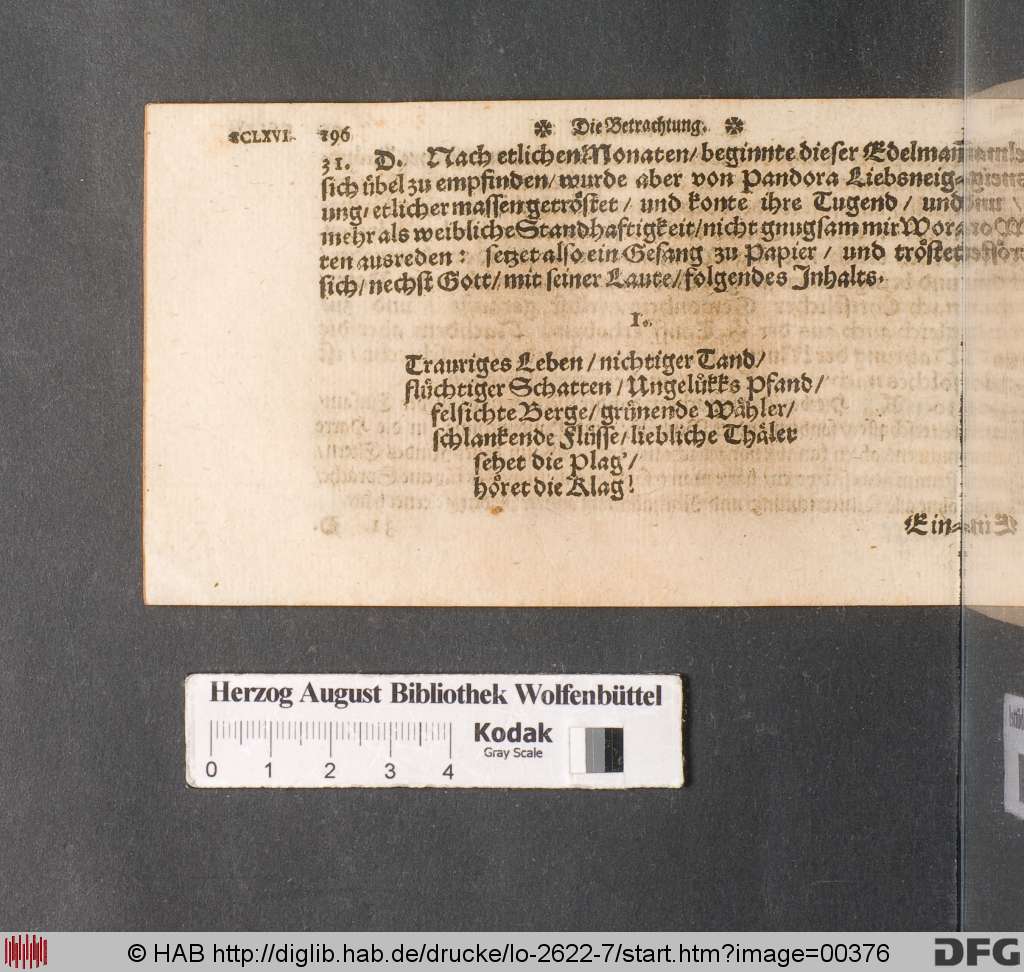 CCLXVI. 196 ✽ Die Betrachtung. ✽
31. D. Nach etlichen Monaten/ beginnte dieser Edelmañ
sich übel zu empfinden/ wurde aber von Pandora Liebsneig-
ung/ etlicher massen getröstet/ und konte ihre Tugend/ und
mehr als weibliche Standhaftigkeit/ nicht gnugsam mir Wor-
ten ausreden: setzet also ein Gesang zu Papier/ und tröstet
sich/ nechst Gott/ mit seiner Laute/ folgendes Inhalts.
I.
Trauriges Leben/ nichtiger Tand/
flüchtiger Schatten/ Ungelükks Pfand/
felsichte Berge/ grünende Wähler/
schlankende Flüsse/ liebliche Thäler
sehet die Plag'/
höret die Klag!
Ein-
Herzog August Bibliothek Wolfenbüttel
Kodak
Gray Scale
0 1 2 3 4
© HAB http://diglib.hab.de/drucke/lo-2622-7/start.htm?image=00376
DFG